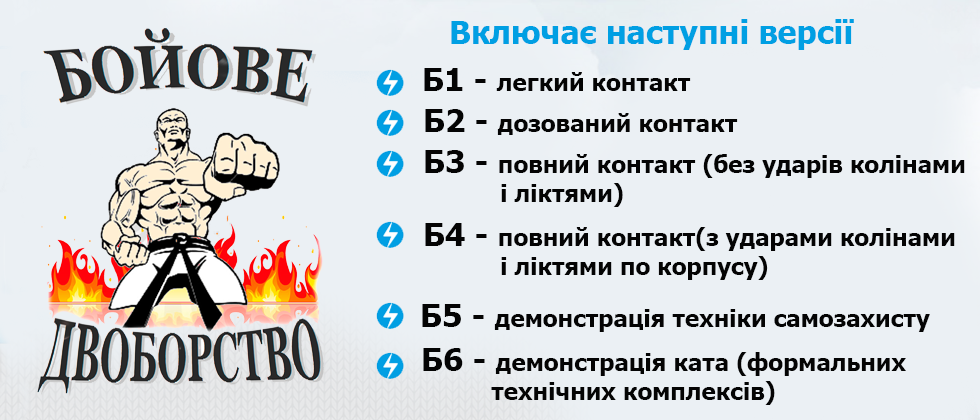 БОЙОВЕ
ДВОБОРСТВО
Включає наступні версії
Б1 - легкий контакт
Б2 - дозований контакт
Б3 - повний контакт (без ударів колінами
і ліктями)
Б4 - повний контакт(з ударами колінами
і ліктями по корпусу)
Б5 - демонстрація техніки самозахисту
Б6 - демонстрація ката (формальних
технічних комплексів)